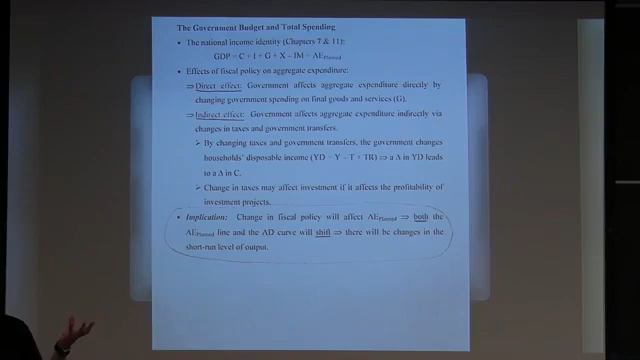 The Government Budget and Total Spending
• The national income identity (Chapters 7 & 11):
GDP = C + I + G + X – IM = AEPlanned
• Effects of fiscal policy on aggregate expenditure:
⇒ Direct effect: Government affects aggregate expenditure directly by
changing government spending on final goods and services (G).
⇒ Indirect effect: Government affects aggregate expenditure indirectly via
changes in taxes and government transfers.
➢ By changing taxes and government transfers, the government changes
households' disposable income (YD = Y – T + TR) ⇒ a Δ in YD leads
to a Δ in C.
➢ Change in taxes may affect investment if it affects the profitability of
investment projects.
• Implication: Change in fiscal policy will affect AEPlanned ⇒ both the
AEPlanned line and the AD curve will shift ⇒ there will be changes in the
short-run level of output.